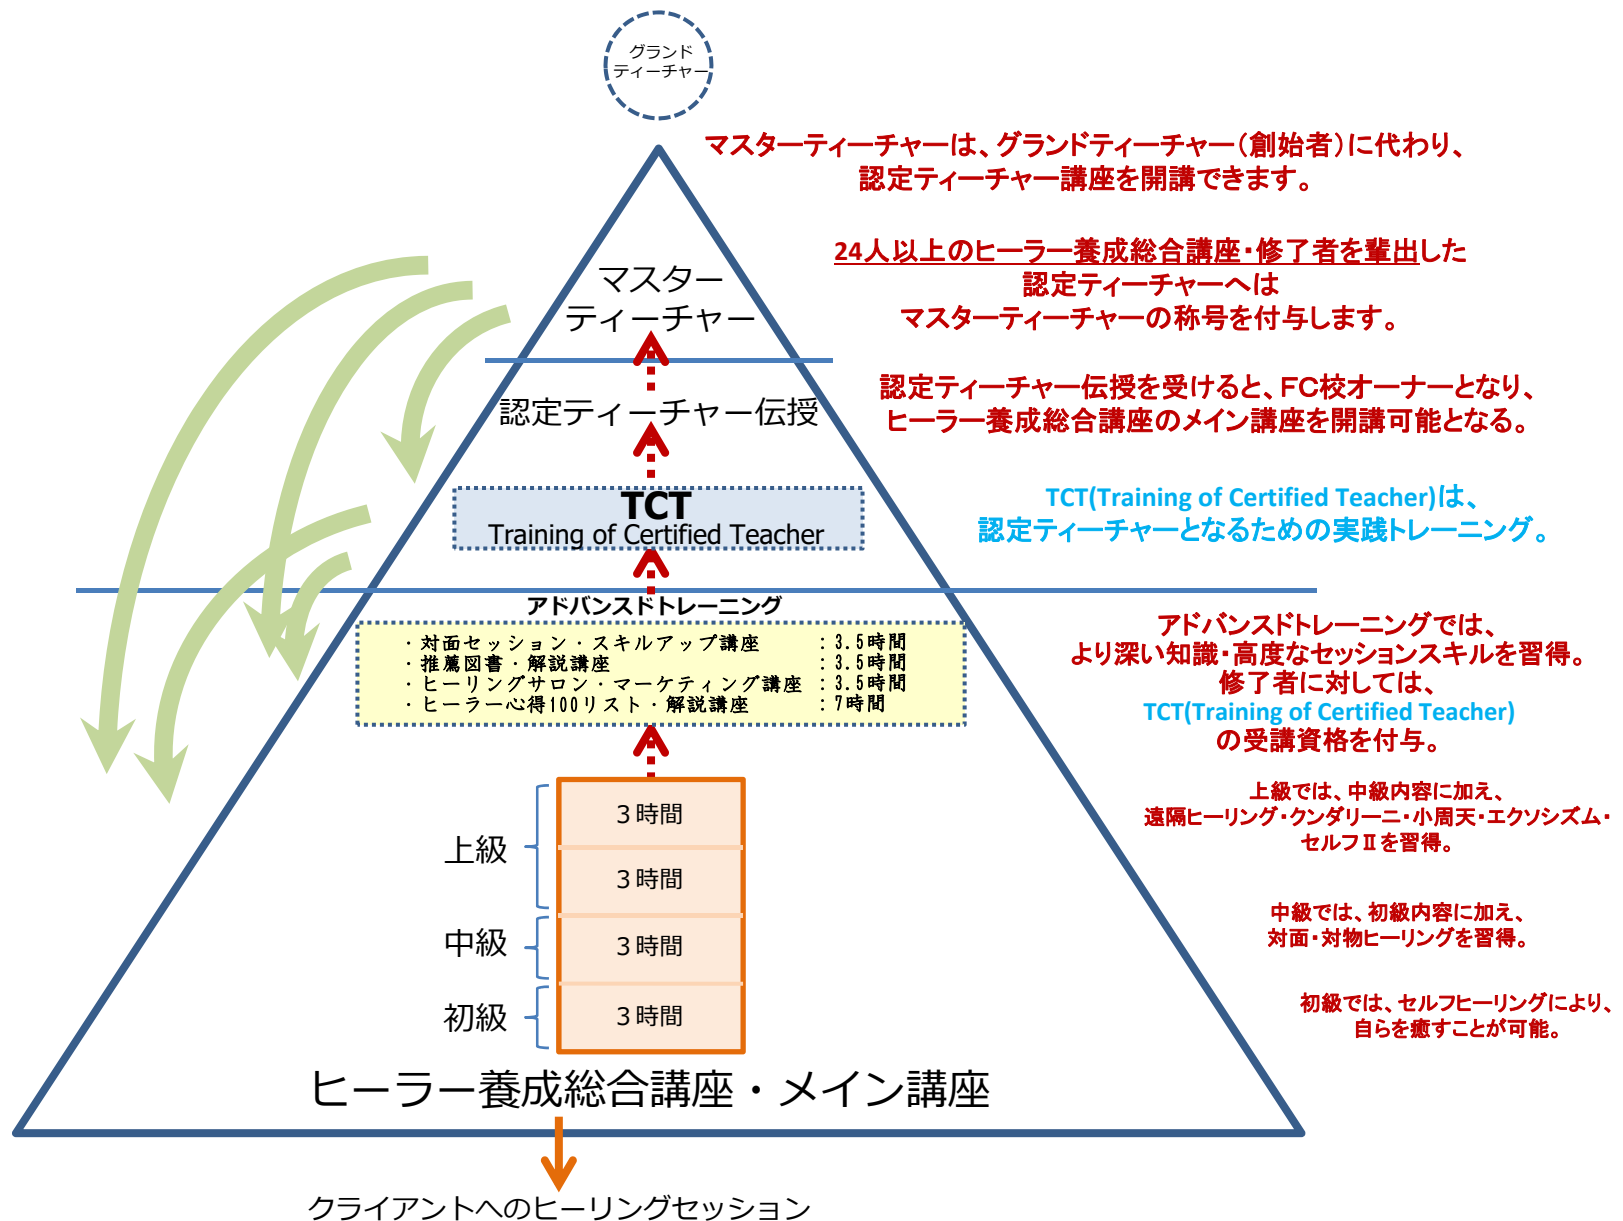 グランド
ティーチャー
マスターティーチャーは、グランドティーチャー（創始者）に代わり、
認定ティーチャー講座を開講できます。
24人以上のヒーラー養成総合講座・修了者を輩出した
認定ティーチャーへは
マスターティーチャーの称号を付与します。
マスター
ティーチャー
認定ティーチャー伝授を受けると、FC校オーナーとなり、
ヒーラー養成総合講座のメイン講座を開講可能となる。
認定ティーチャー伝授
TCT
Training of Certified Teacher
TCT(Training of Certified Teacher)は、
認定ティーチャーとなるための実践トレーニング。
アドバンスドトレーニング
・対面セッション・スキルアップ講座 ：3.5時間
・推薦図書・解説講座 ：3.5時間
・ヒーリングサロン・マーケティング講座 ：3.5時間
・ヒーラー心得100リスト・解説講座 ：7時間
アドバンスドトレーニングでは、
より深い知識・高度なセッションスキルを習得。
修了者に対しては、
TCT(Training of Certified Teacher)
の受講資格を付与。
上級
3時間
3時間
上級では、中級内容に加え、
遠隔ヒーリング・クンダリーニ・小周天・エクソシズム・
セルフⅡを習得。
中級
3時間
中級では、初級内容に加え、
対面・対物ヒーリングを習得。
初級
3時間
初級では、セルフヒーリングにより、
自らを癒すことが可能。
ヒーラー養成総合講座・メイン講座
クライアントへのヒーリングセッション